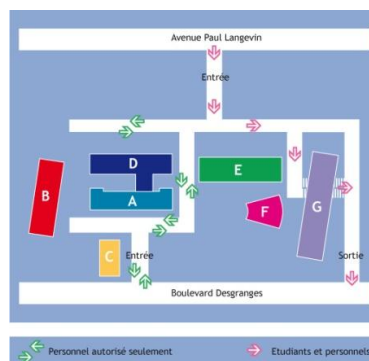 Avenue Paul Langevin
Entrée
D
E
B
A
F
G
C
Entrée
Sortie
Boulevard Desgranges
Personnel autorisé seulement
Etudiants et personnels